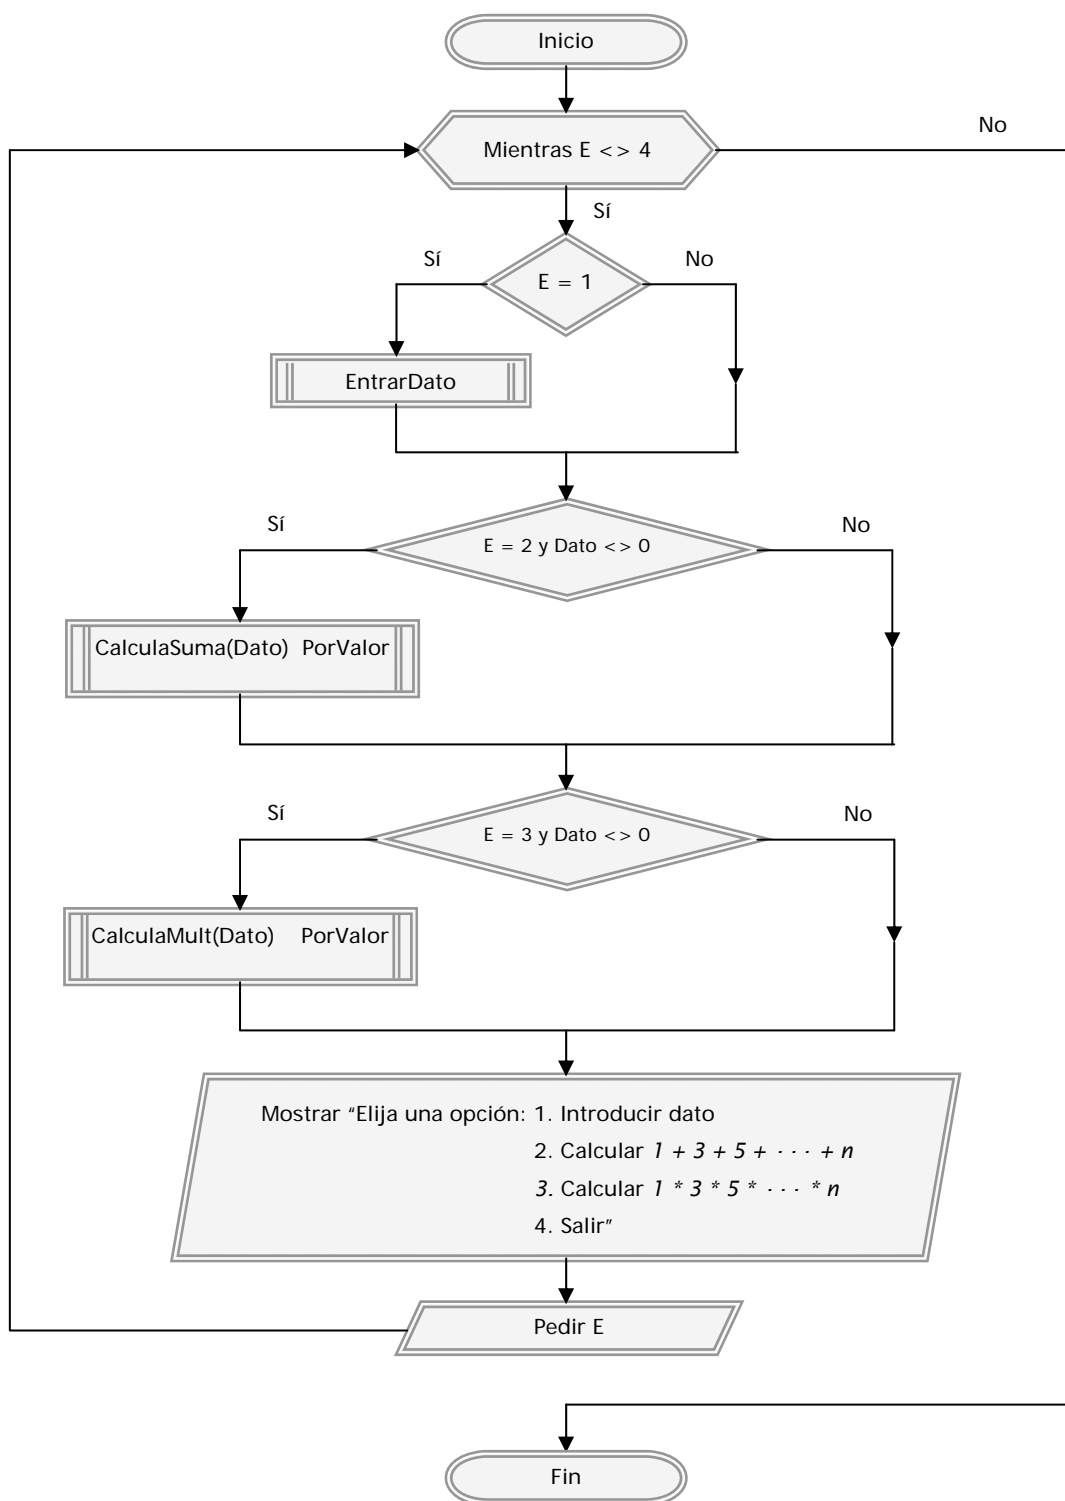 Inicio
Mientras E <> 4
No
Sí
Sí
E = 1
No
EntrarDato
Sí
E = 2 y Dato <> 0
No
CalculaSuma(Dato) PorValor
Sí
E = 3 y Dato <> 0
No
CalculaMult(Dato) PorValor
Mostrar “Elija una opción: 1. Introducir dato
2. Calcular 1 + 3 + 5 + · · · + n
3. Calcular 1 * 3 * 5 * · · · * n
4. Salir”
Pedir E
Fin